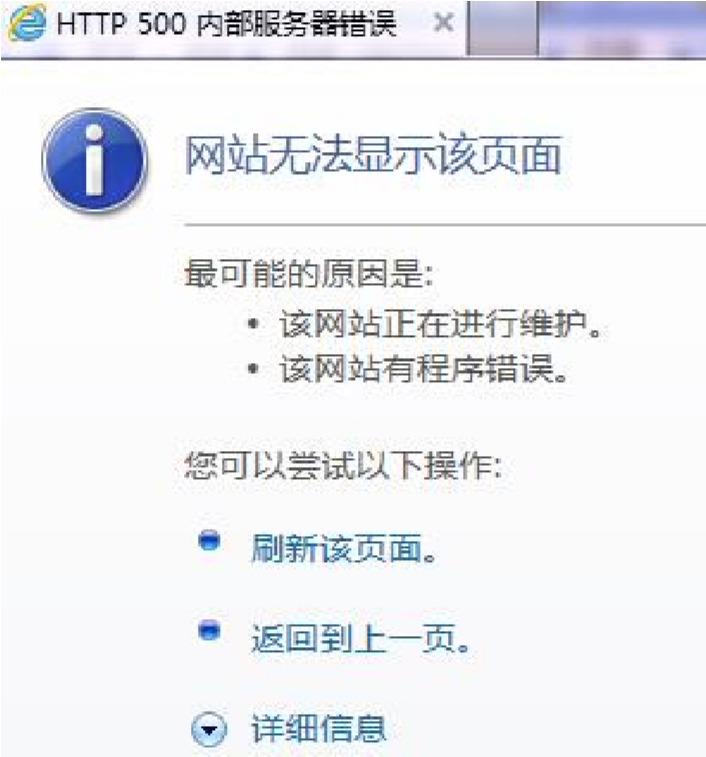 HTTP 500 内部服务器错误
网站无法显示该页面
最可能的原因是:
• 该网站正在进行维护。
• 该网站有程序错误。
您可以尝试以下操作:
刷新该页面。
返回到上一页。
详细信息